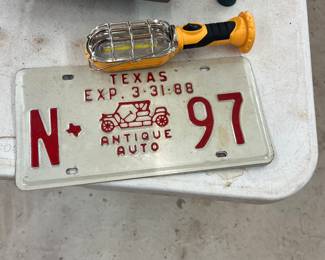 TEXAS
EXP. 3-31-88
N 97
ANTIQUE
AUTO